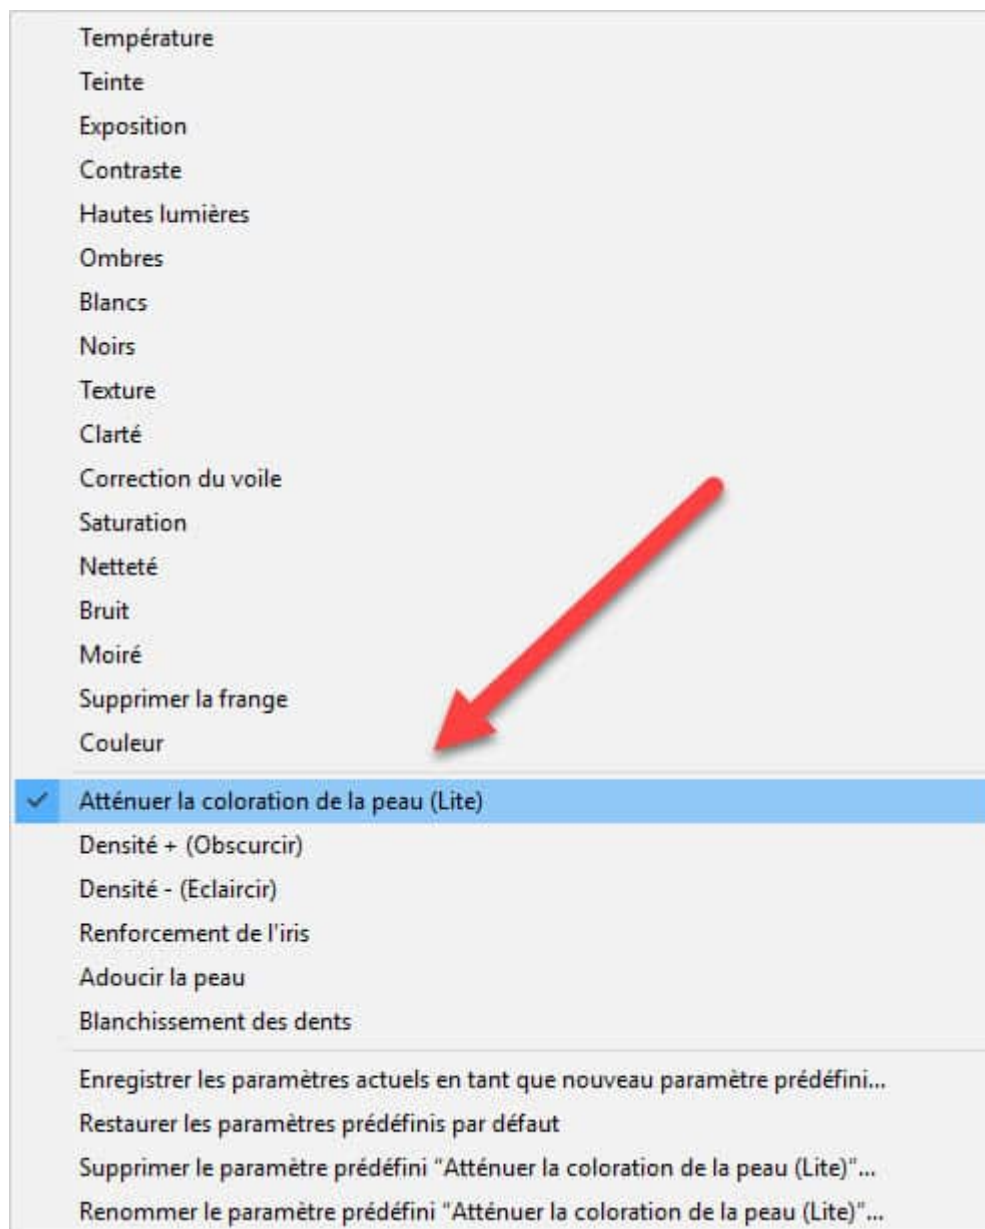 Température
Teinte
Exposition
Contraste
Hautes lumières
Ombres
Blancs
Noirs
Texture
Clarté
Correction du voile
Saturation
Netteté
Bruit
Moiré
Supprimer la frange
Couleur
Atténuer la coloration de la peau (Lite)
Densité + (Obscurcir)
Densité - (Eclaircir)
Renforcement de l'iris
Adoucir la peau
Blanchissement des dents
Enregistrer les paramètres actuels en tant que nouveau paramètre prédéfini...
Restaurer les paramètres prédéfinis par défaut
Supprimer le paramètre prédéfini "Atténuer la coloration de la peau (Lite)"...
Renommer le paramètre prédéfini "Atténuer la coloration de la peau (Lite)"...